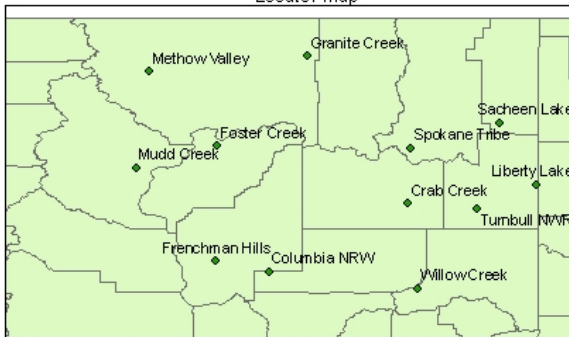 Locator Map
Granite Creek
Methow Valley
Sacheen Lake
Foster Creek
Spokane Tribe
Mudd Creek
Liberty Lake
Crab Creek
Turnbull NWR
Frenchman Hills
Columbia NRW
WillowCreek